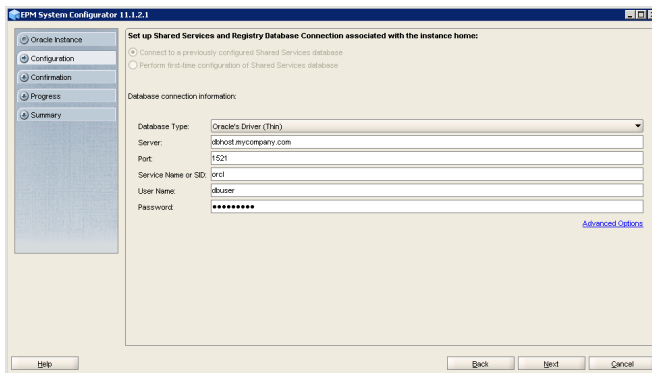 EPM System Configurator 11.1.2.1
Oracle Instance
Configuration
Confirmation
Progress
Summary
Set up Shared Services and Registry Database Connection associated with the instance home:
Connect to a previously configured Shared Services database
Perform first-time configuration of Shared Services database
Database connection information:
Database Type: Oracle's Driver (Thin)
Server: dbhost.mycompany.com
Port: 1521
Service Name or SID: orcl
User Name: dbuser
Password: •••••••••
Advanced Options
Help Back Next Cancel